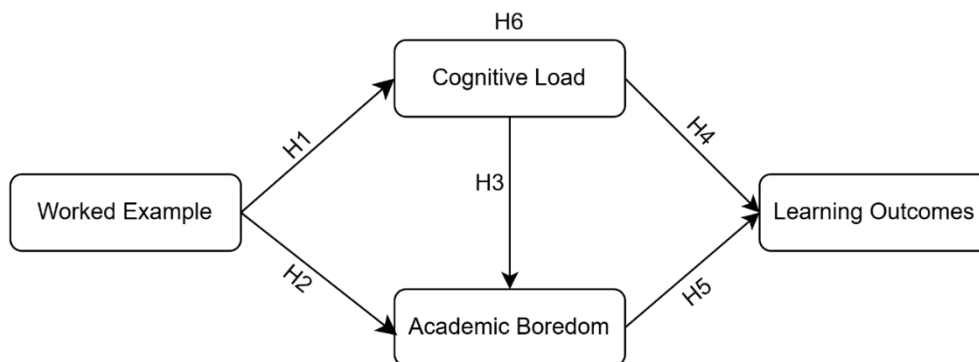 H6
Cognitive Load
H1
H4
H3
Worked Example
Learning Outcomes
H2
H5
Academic Boredom